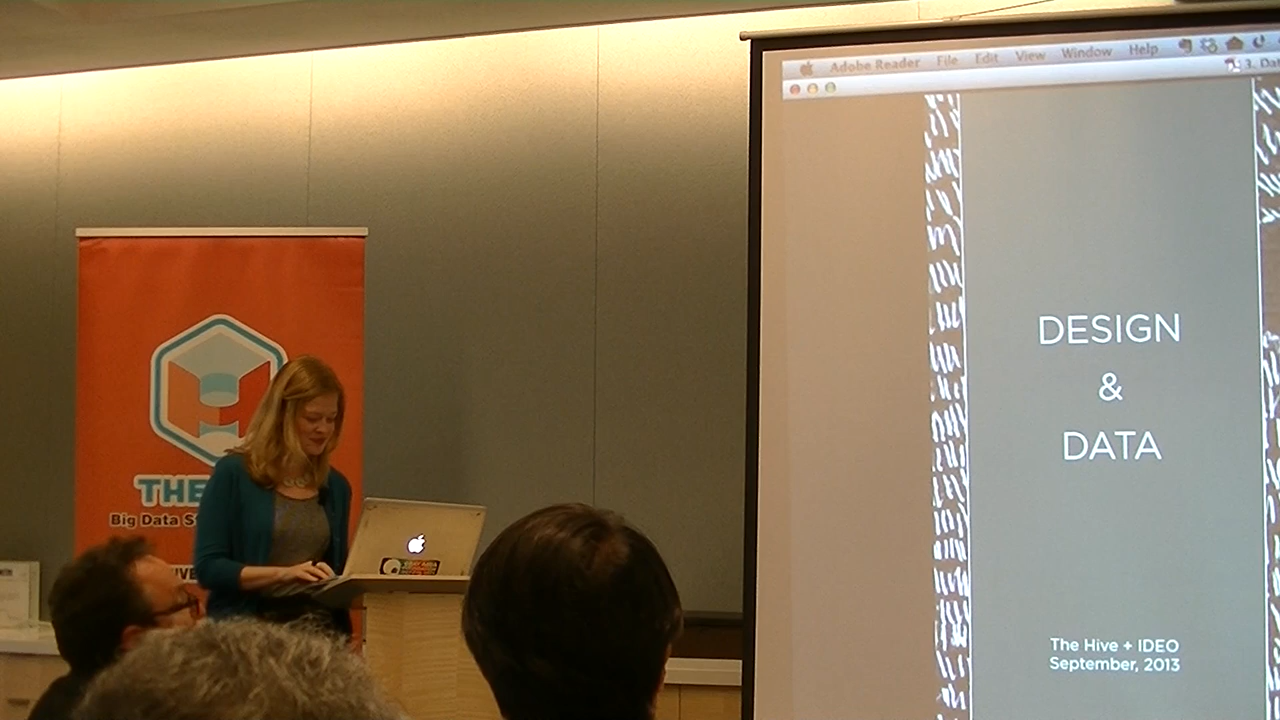 Adobe Reader File Edit View Window Help
DESIGN
&
DATA
The Hive + IDEO
September, 2013
THE
Big Data